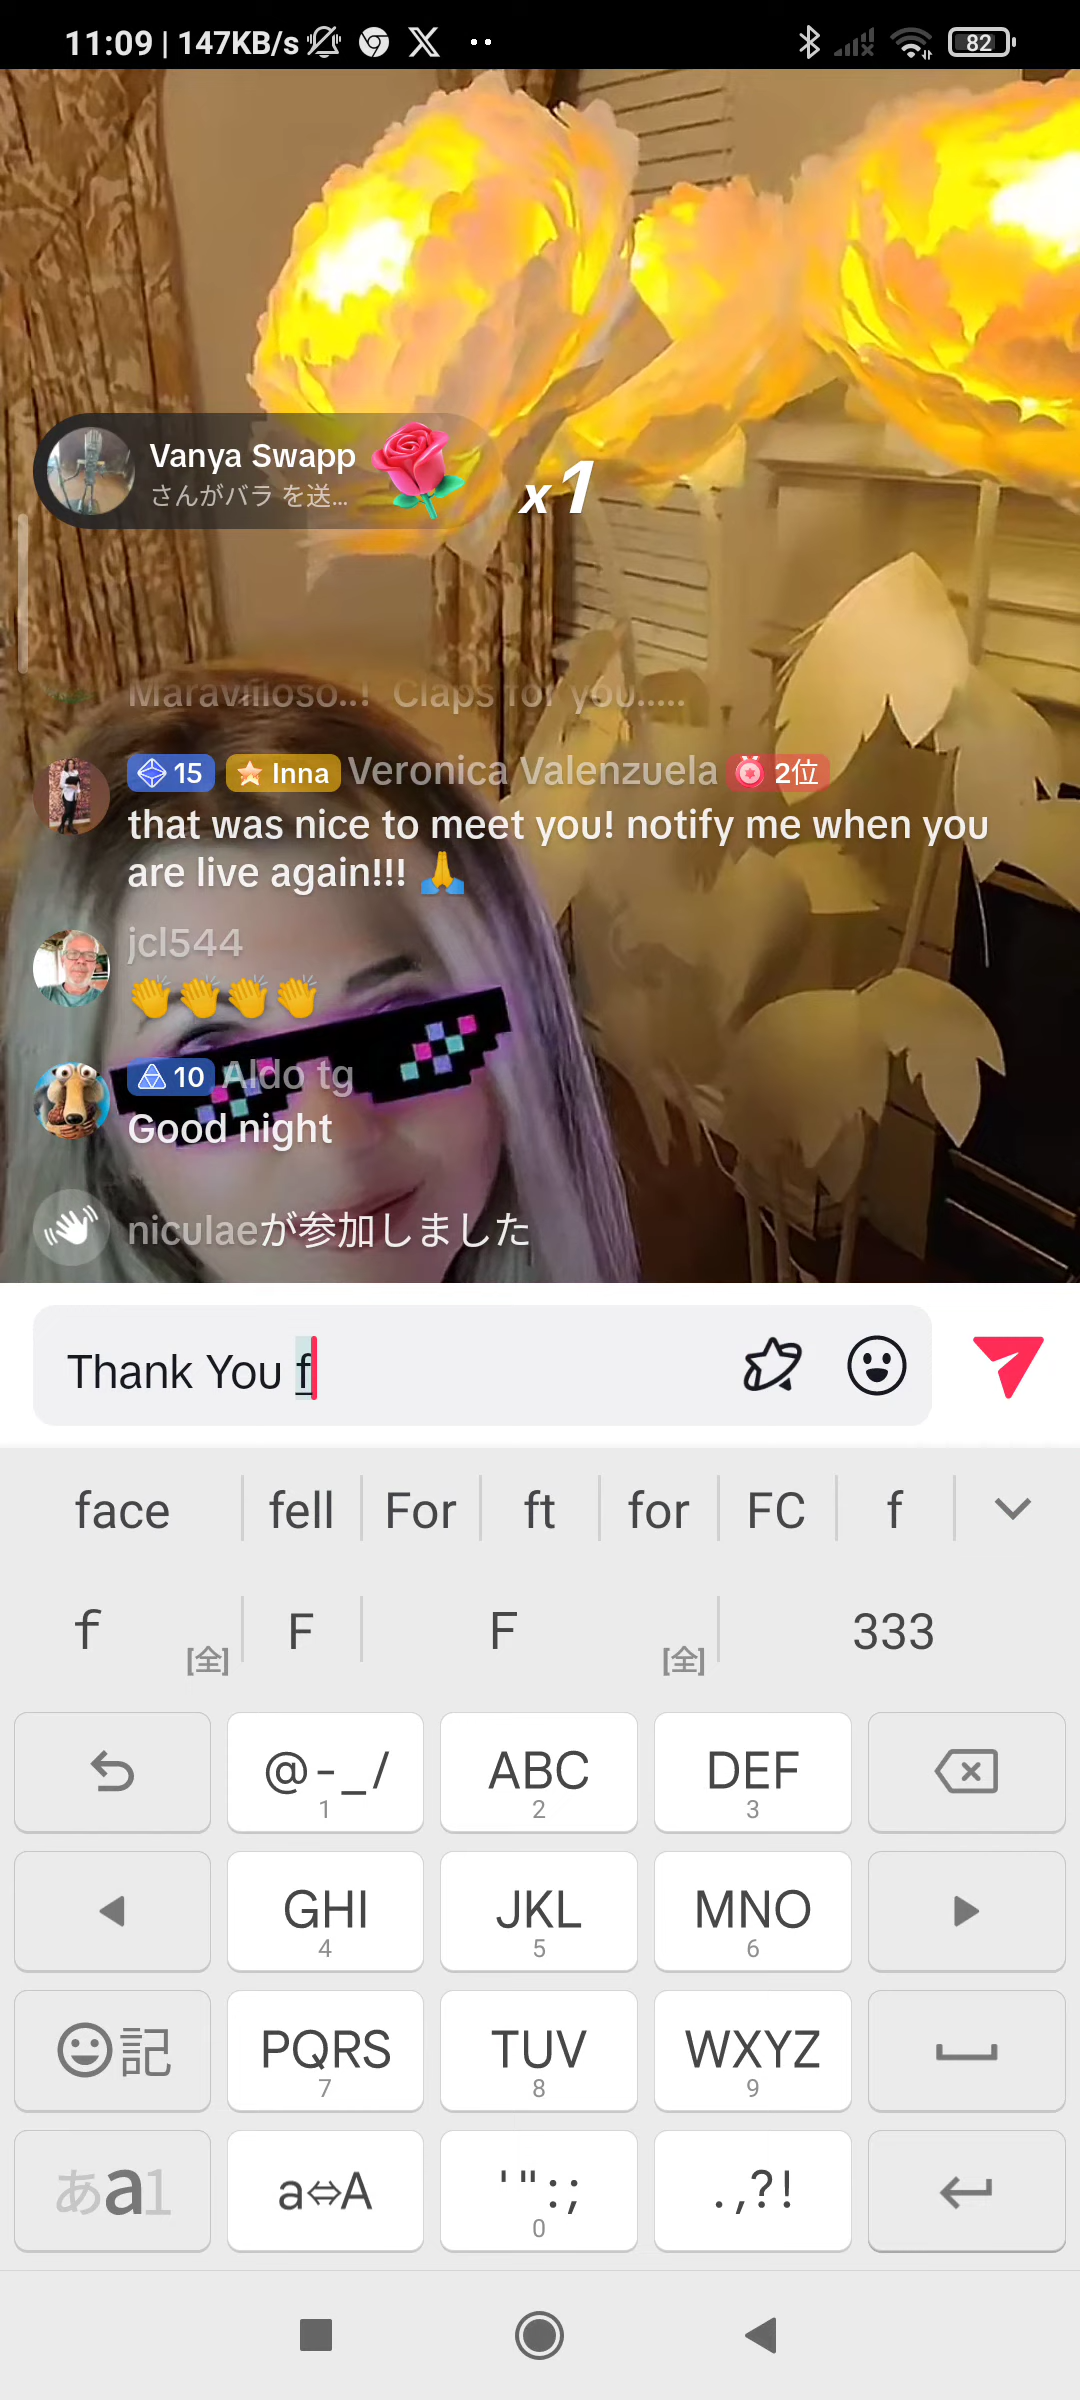 11:09 | 147KB/s
82
Vanya Swapp
さんがバラ を送...
x1
Maravilloso..! Claps for you.....
15 Inna Veronica Valenzuela 2位
that was nice to meet you! notify me when you
are live again!!! 🙏
jcl544
👏👏👏👏
10 Aldo tg
Good night
niculaeが参加しました
Thank You f
face fell For ft for FC f
f [全] F F [全] 333
@-_/ ABC DEF
1 2 3
GHI JKL MNO
4 5 6
記 PQRS TUV WXYZ
7 8 9
あa1 a⇔A '":; .,?!
0